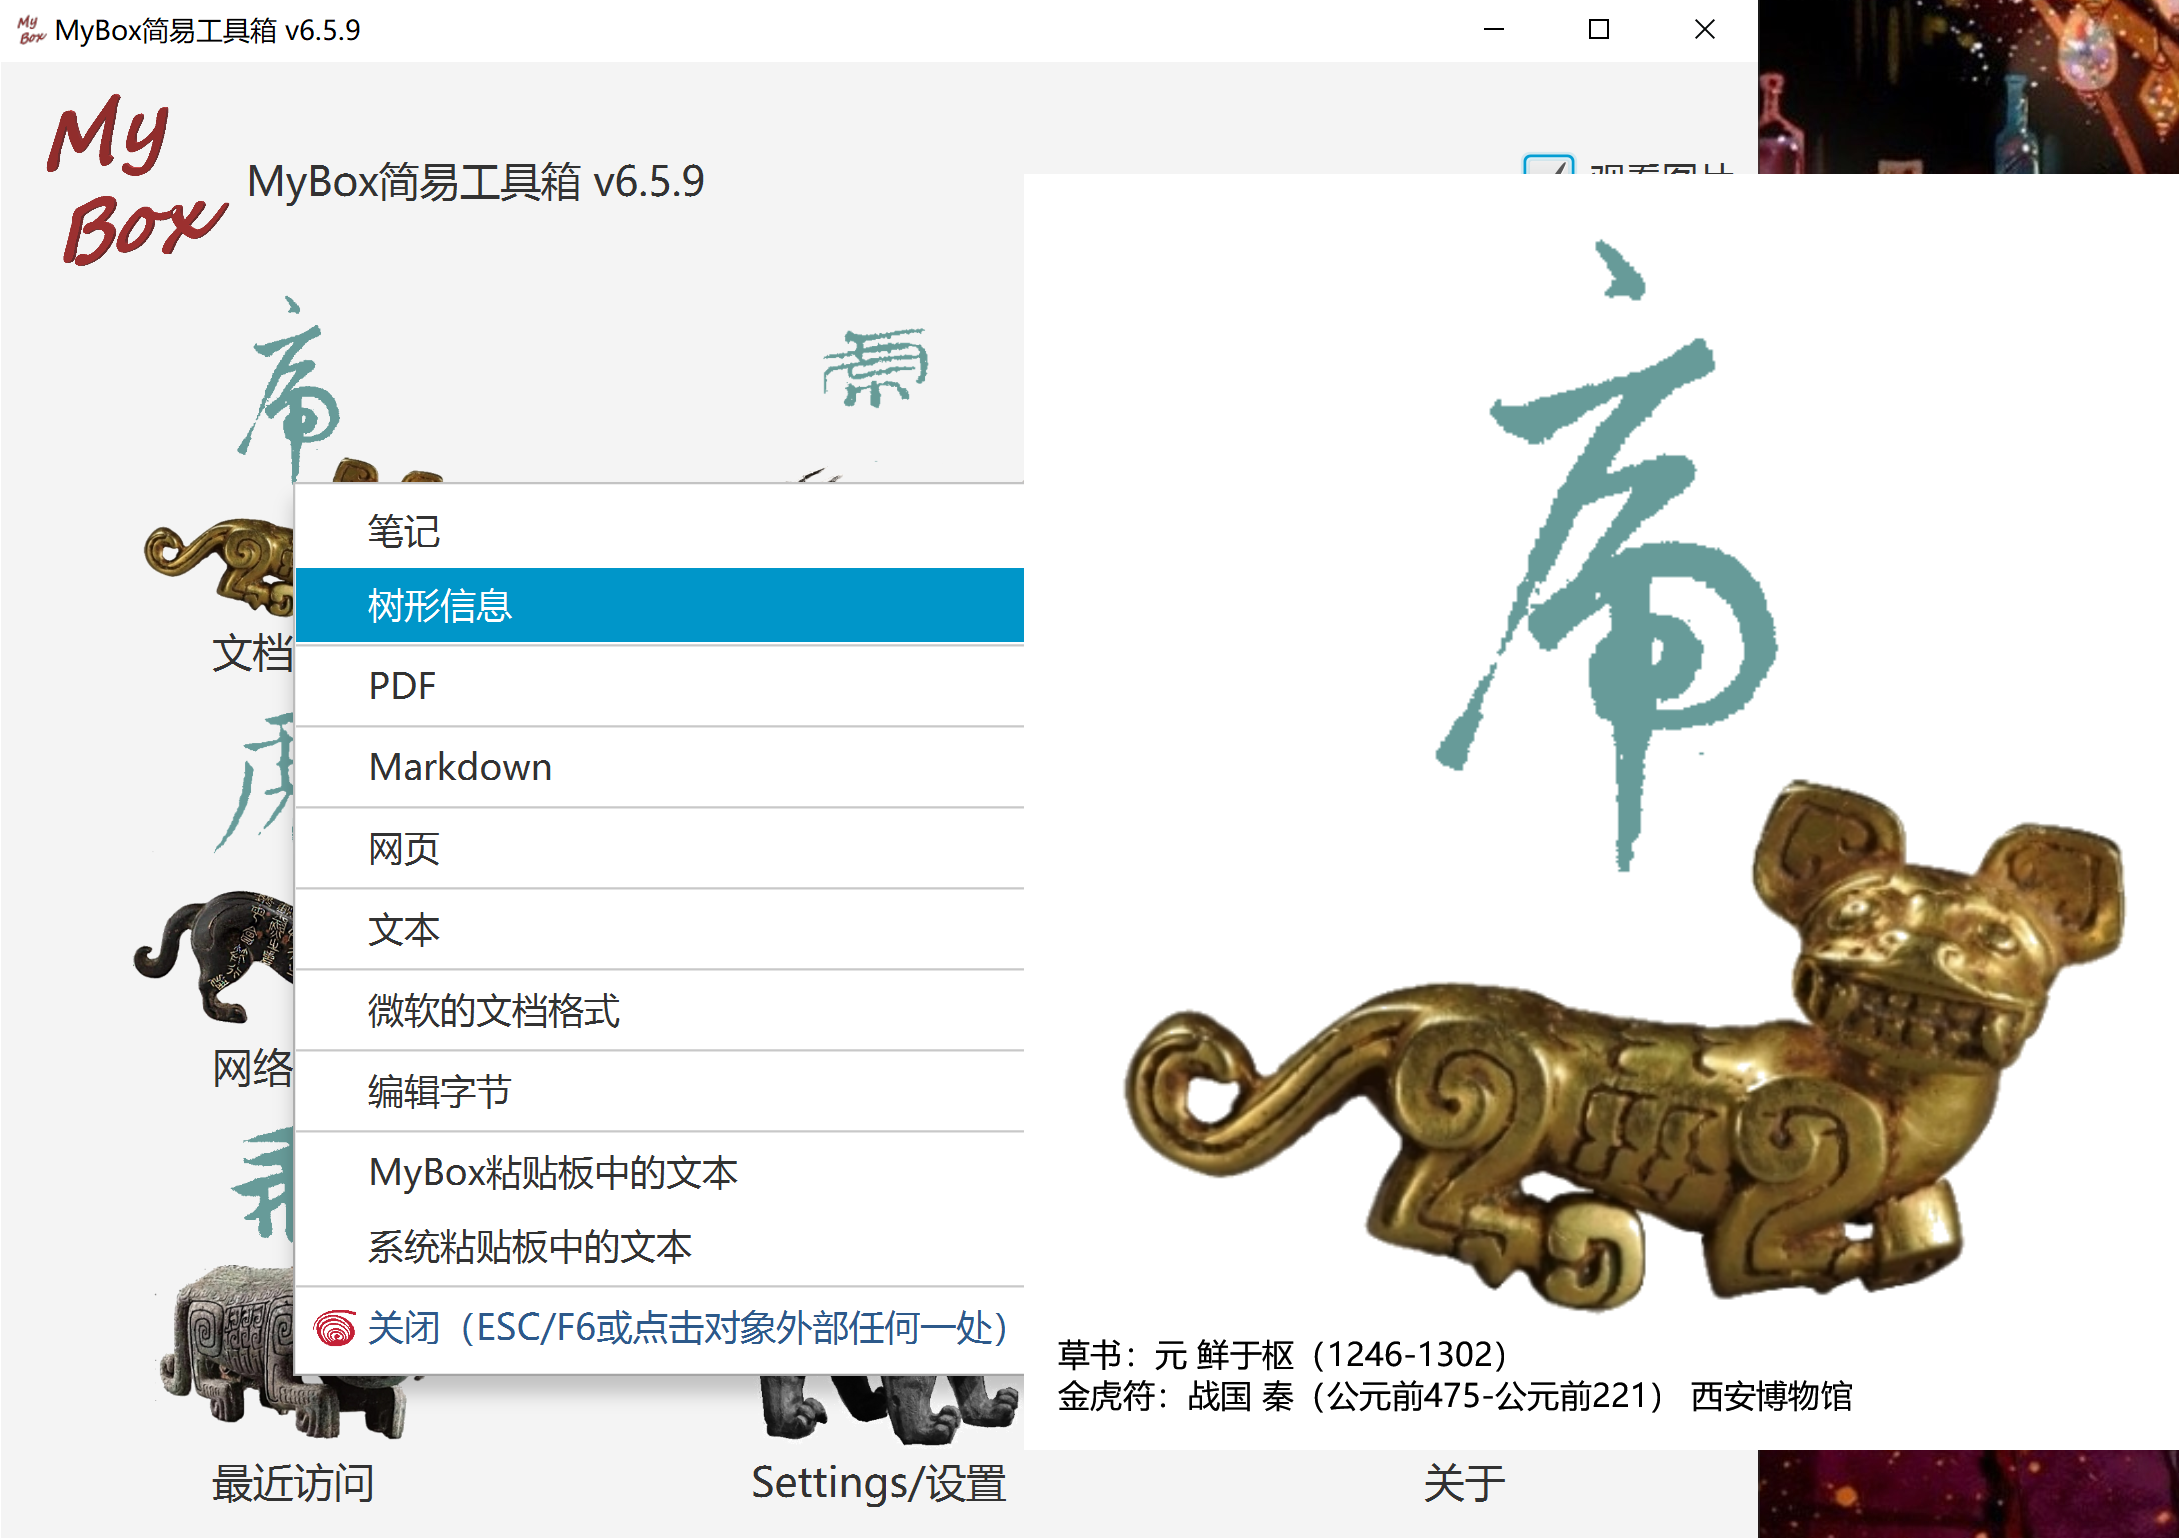 MyBox简易工具箱 v6.5.9
My
Box
MyBox简易工具箱 v6.5.9
观看图片
虎
笔记
树形信息
PDF
Markdown
网页
文本
微软的文档格式
编辑字节
MyBox粘贴板中的文本
系统粘贴板中的文本
关闭（ESC/F6或点击对象外部任何一处）
文档
网络
最近访问
Settings/设置
关于
草书：元 鲜于枢（1246-1302）
金虎符：战国 秦（公元前475-公元前221） 西安博物馆